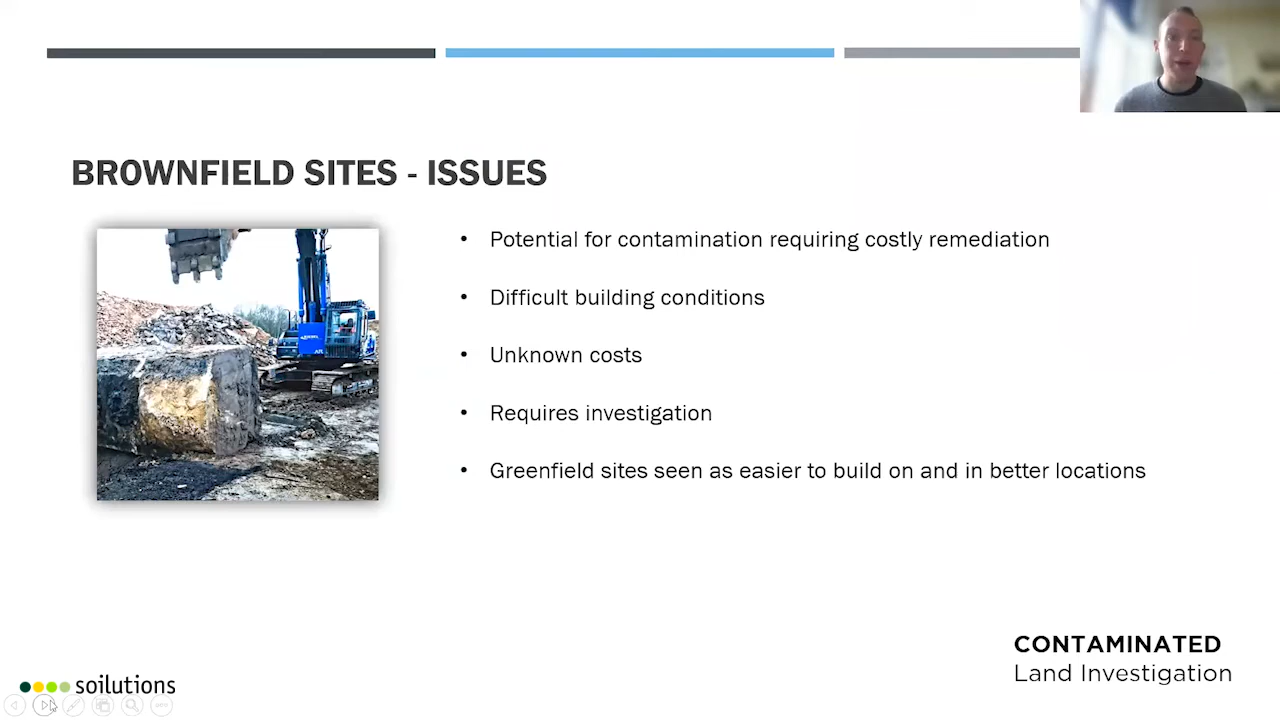 BROWNFIELD SITES - ISSUES
• Potential for contamination requiring costly remediation
• Difficult building conditions
• Unknown costs
• Requires investigation
• Greenfield sites seen as easier to build on and in better locations
CONTAMINATED
Land Investigation
soilutions